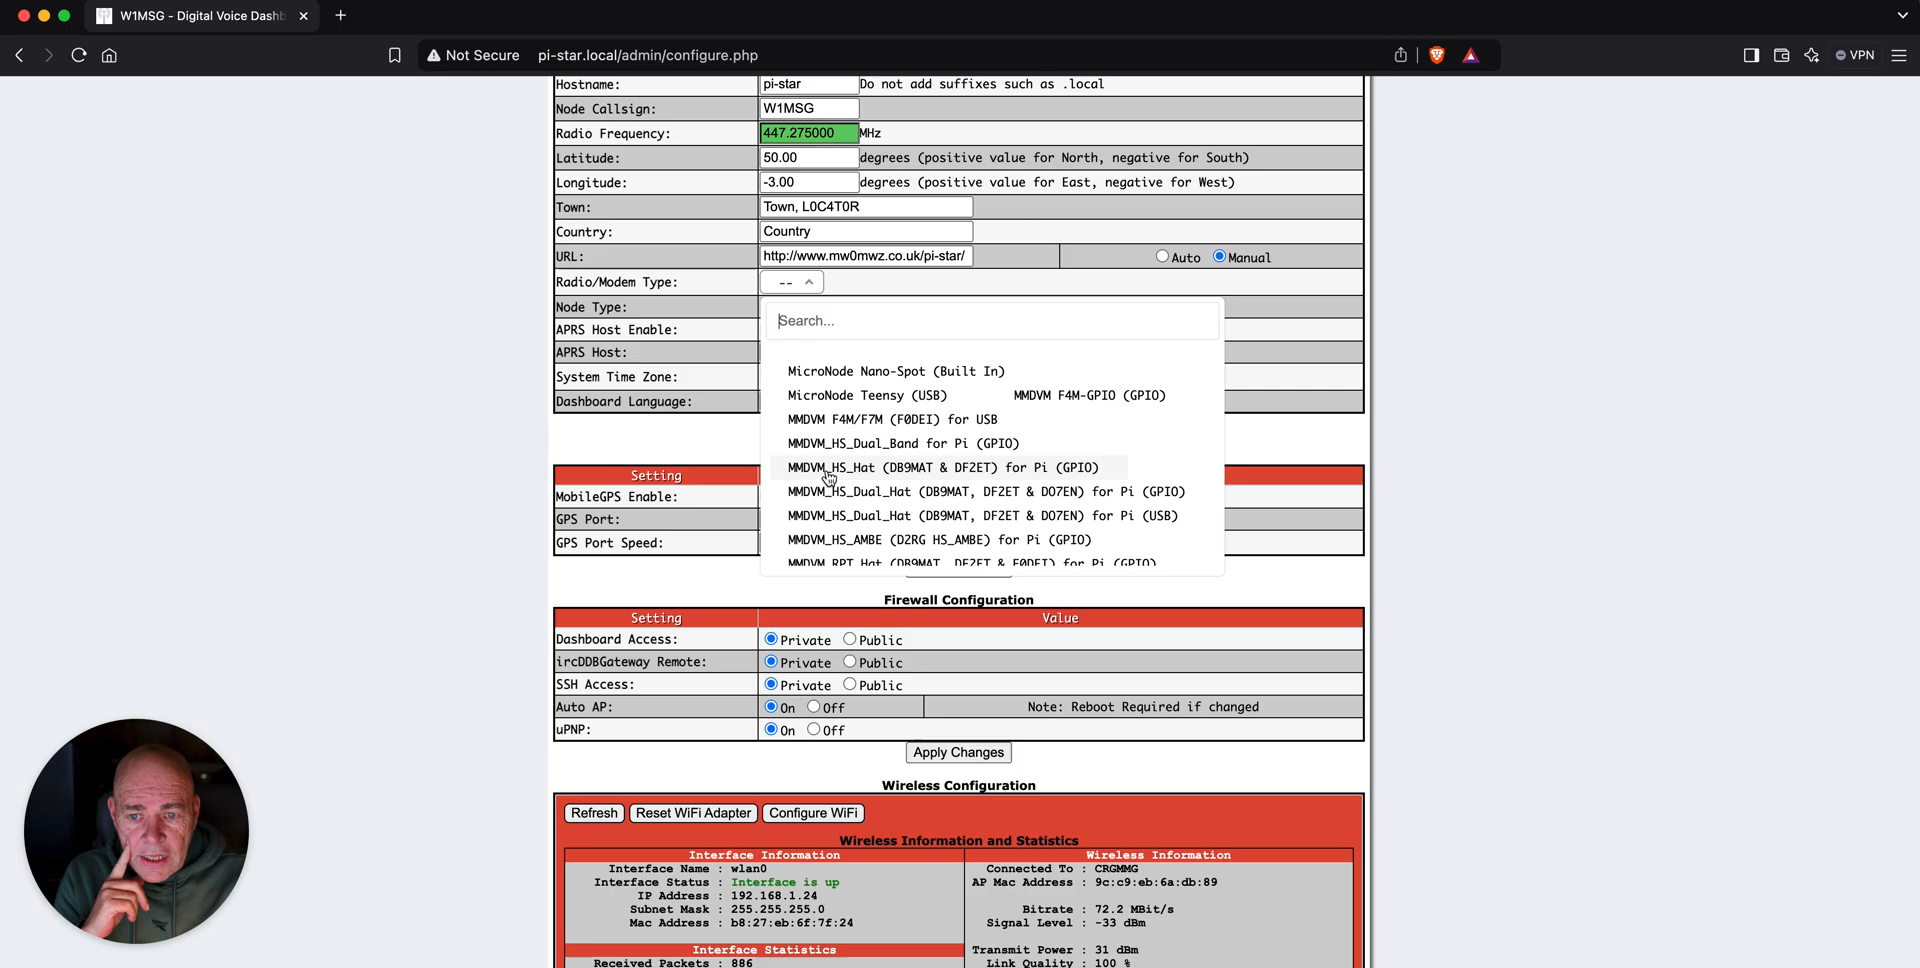 W1MSG - Digital Voice Dashb
Not Secure pi-star.local/admin/configure.php VPN
Hostname: pi-star Do not add suffixes such as .local
Node Callsign: W1MSG
Radio Frequency: 447.275000 MHz
Latitude: 50.00 degrees (positive value for North, negative for South)
Longitude: -3.00 degrees (positive value for East, negative for West)
Town: Town, L0C4T0R
Country: Country
URL: http://www.mw0mwz.co.uk/pi-star/ Auto Manual
Radio/Modem Type: --
Node Type:
Search...
APRS Host Enable:
APRS Host:
System Time Zone:
Dashboard Language:
MicroNode Nano-Spot (Built In)
MicroNode Teensy (USB) MMDVM F4M-GPIO (GPIO)
MMDVM F4M/F7M (F0DEI) for USB
MMDVM_HS_Dual_Band for Pi (GPIO)
MMDVM_HS_Hat (DB9MAT & DF2ET) for Pi (GPIO)
MMDVM_HS_Dual_Hat (DB9MAT, DF2ET & DO7EN) for Pi (GPIO)
MMDVM_HS_Dual_Hat (DB9MAT, DF2ET & DO7EN) for Pi (USB)
MMDVM_HS_AMBE (D2RG HS_AMBE) for Pi (GPIO)
MMDVM_RPT_Hat (DB9MAT, DF2ET & F0DEI) for Pi (GPIO)
Setting
MobileGPS Enable:
GPS Port:
GPS Port Speed:
Firewall Configuration
Setting Value
Dashboard Access: Private Public
ircDDBGateway Remote: Private Public
SSH Access: Private Public
Auto AP: On Off Note: Reboot Required if changed
uPNP: On Off
Apply Changes
Wireless Configuration
Refresh Reset WiFi Adapter Configure WiFi
Wireless Information and Statistics
Interface Information Wireless Information
Interface Name : wlan0 Connected To : CRGMMG
Interface Status : Interface is up AP Mac Address : 9c:c9:eb:6a:db:89
IP Address : 192.168.1.24
Subnet Mask : 255.255.255.0 Bitrate : 72.2 MBit/s
Mac Address : b8:27:eb:6f:7f:24 Signal Level : -33 dBm
Interface Statistics Transmit Power : 31 dBm
Received Packets : 886 Link Quality : 100 %